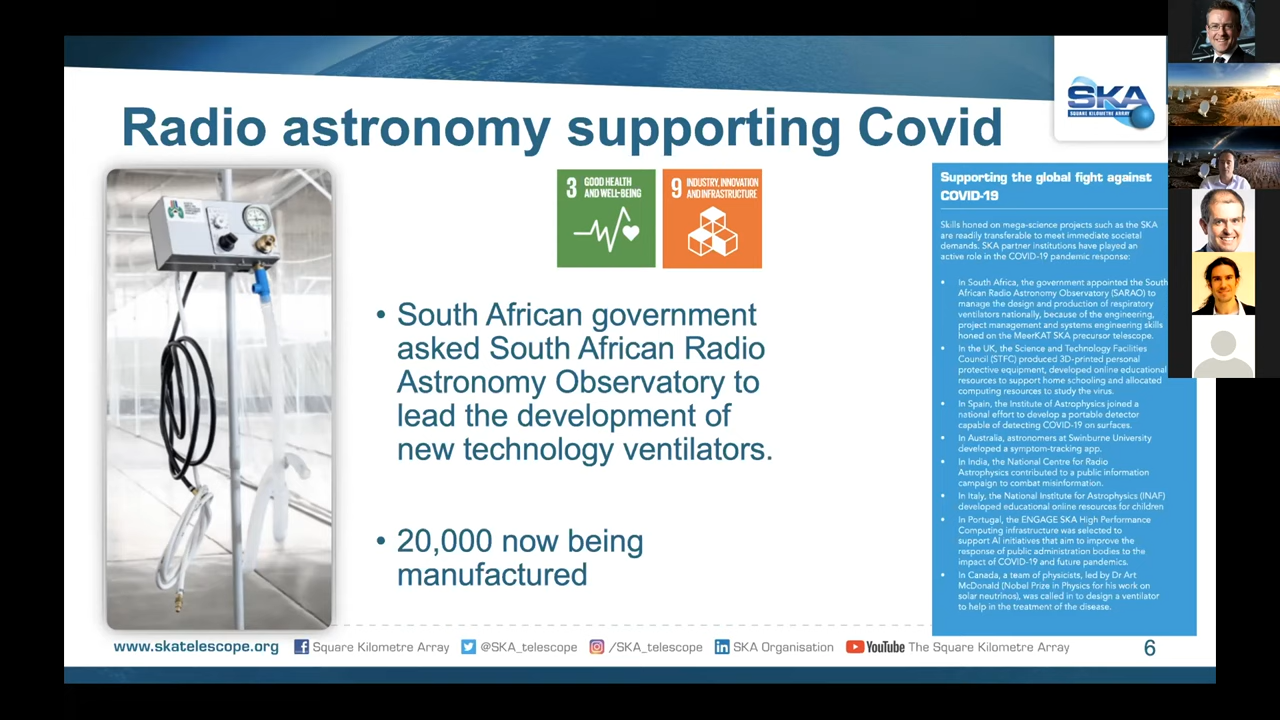 Radio astronomy supporting Covid
SKA
SQUARE KILOMETRE ARRAY
3 GOOD HEALTH
AND WELL-BEING
9 INDUSTRY, INNOVATION
AND INFRASTRUCTURE
• South African government
asked South African Radio
Astronomy Observatory to
lead the development of
new technology ventilators.
• 20,000 now being
manufactured
Supporting the global fight against
COVID-19
Skills honed on mega-science projects such as the SKA
are readily transferable to meet immediate societal
demands. SKA partner institutions have played an
active role in the COVID-19 pandemic response:
• In South Africa, the government appointed the South
African Radio Astronomy Observatory (SARAO) to
manage the design and production of respiratory
ventilators nationally, because of the engineering,
project management and systems engineering skills
honed on the MeerKAT SKA precursor telescope.
• In the UK, the Science and Technology Facilities
Council (STFC) produced 3D-printed personal
protective equipment, developed online educational
resources to support home schooling and allocated
computing resources to study the virus.
• In Spain, the Institute of Astrophysics joined a
national effort to develop a portable detector
capable of detecting COVID-19 on surfaces.
• In Australia, astronomers at Swinburne University
developed a symptom-tracking app.
• In India, the National Centre for Radio
Astrophysics contributed to a public information
campaign to combat misinformation.
• In Italy, the National Institute for Astrophysics (INAF)
developed educational online resources for children
• In Portugal, the ENGAGE SKA High Performance
Computing infrastructure was selected to
support AI initiatives that aim to improve the
response of public administration bodies to the
impact of COVID-19 and future pandemics.
• In Canada, a team of physicists, led by Dr Art
McDonald (Nobel Prize in Physics for his work on
solar neutrinos), was called in to design a ventilator
to help in the treatment of the disease.
www.skatelescope.org Square Kilometre Array @SKA_telescope /SKA_telescope SKA Organisation YouTube The Square Kilometre Array 6